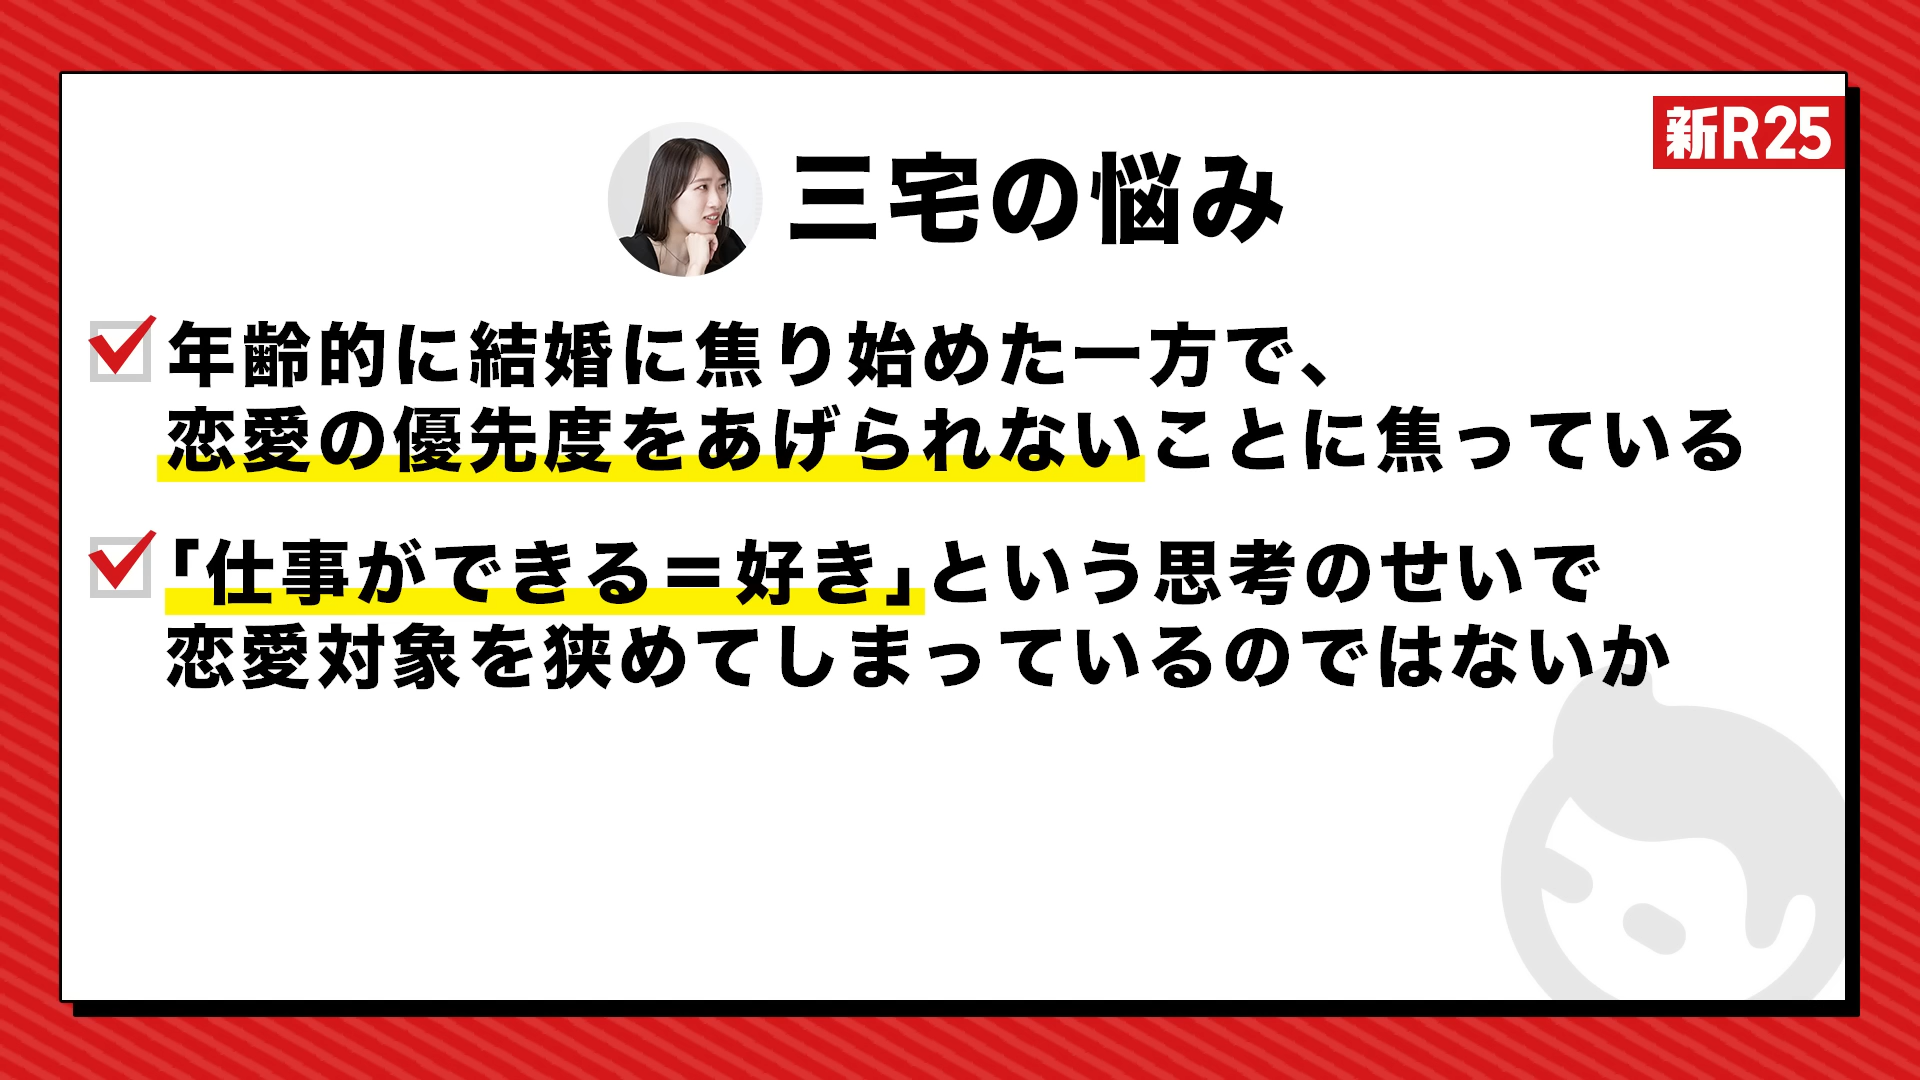 新R25
三宅の悩み
年齢的に結婚に焦り始めた一方で、
恋愛の優先度をあげられないことに焦っている
「仕事ができる＝好き」という思考のせいで
恋愛対象を狭めてしまっているのではないか